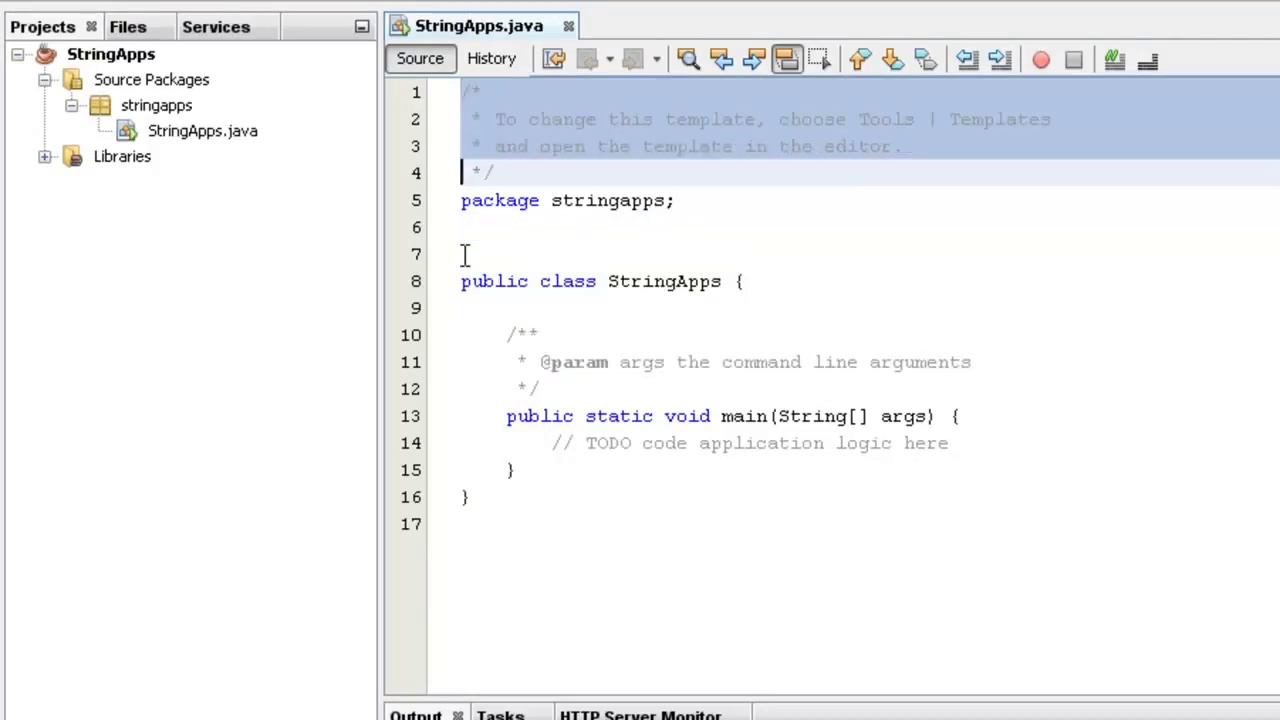 Projects
Files
Services
StringApps
Source Packages
stringapps
StringApps.java
Libraries
StringApps.java
Source
History
1 /*
2 * To change this template, choose Tools | Templates
3 * and open the template in the editor.
4 */
5 package stringapps;
6
7
8 public class StringApps {
9
10 /**
11 * @param args the command line arguments
12 */
13 public static void main(String[] args) {
14 // TODO code application logic here
15 }
16 }
17
Output
Tasks
HTTP Server Monitor